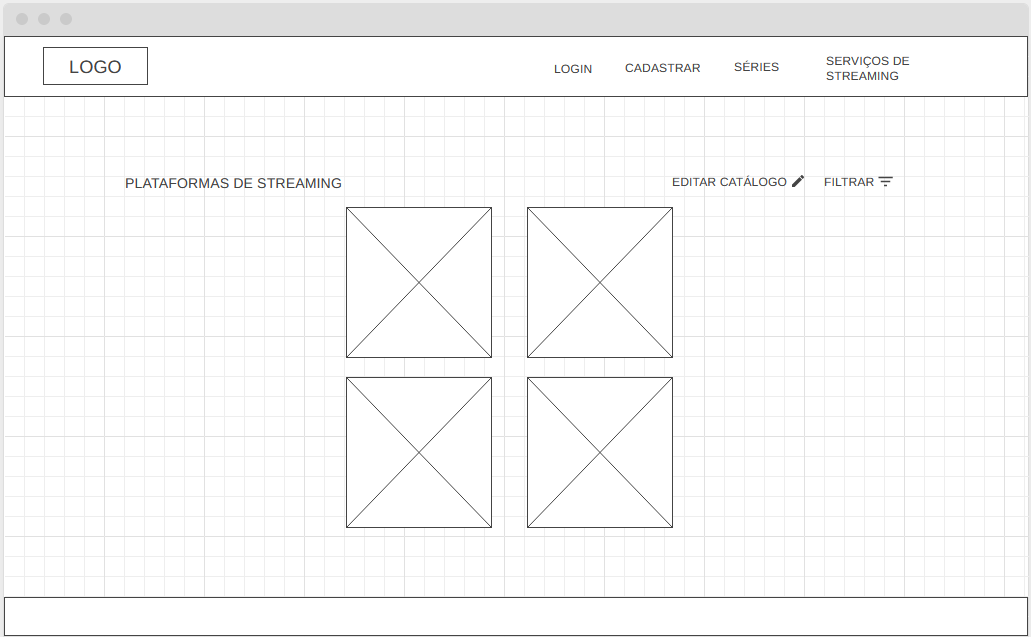 LOGO
LOGIN
CADASTRAR
SÉRIES
SERVIÇOS DE
STREAMING
PLATAFORMAS DE STREAMING
EDITAR CATÁLOGO
FILTRAR